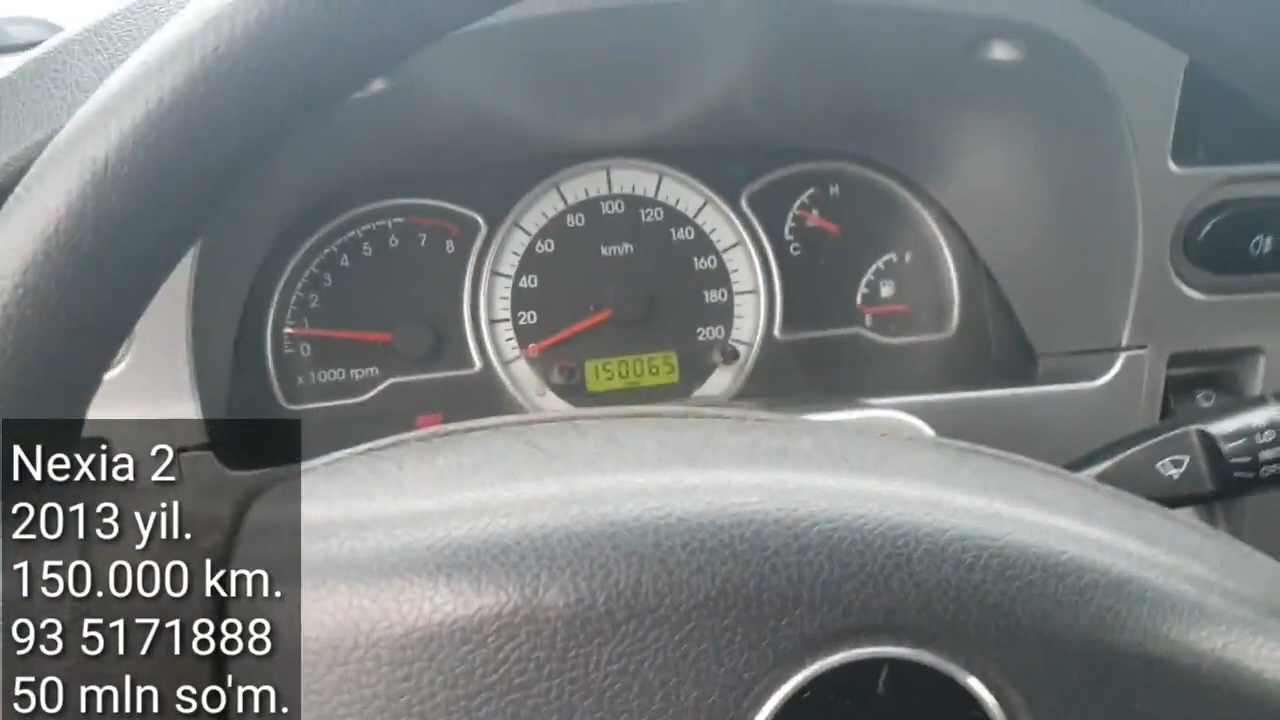 0
2
3
4
5
6
7
8
x 1000 rpm
0
20
40
60
80
100
120
140
160
180
200
km/h
150065
H
C
F
E
Nexia 2
2013 yil.
150.000 km.
93 5171888
50 mln so'm.